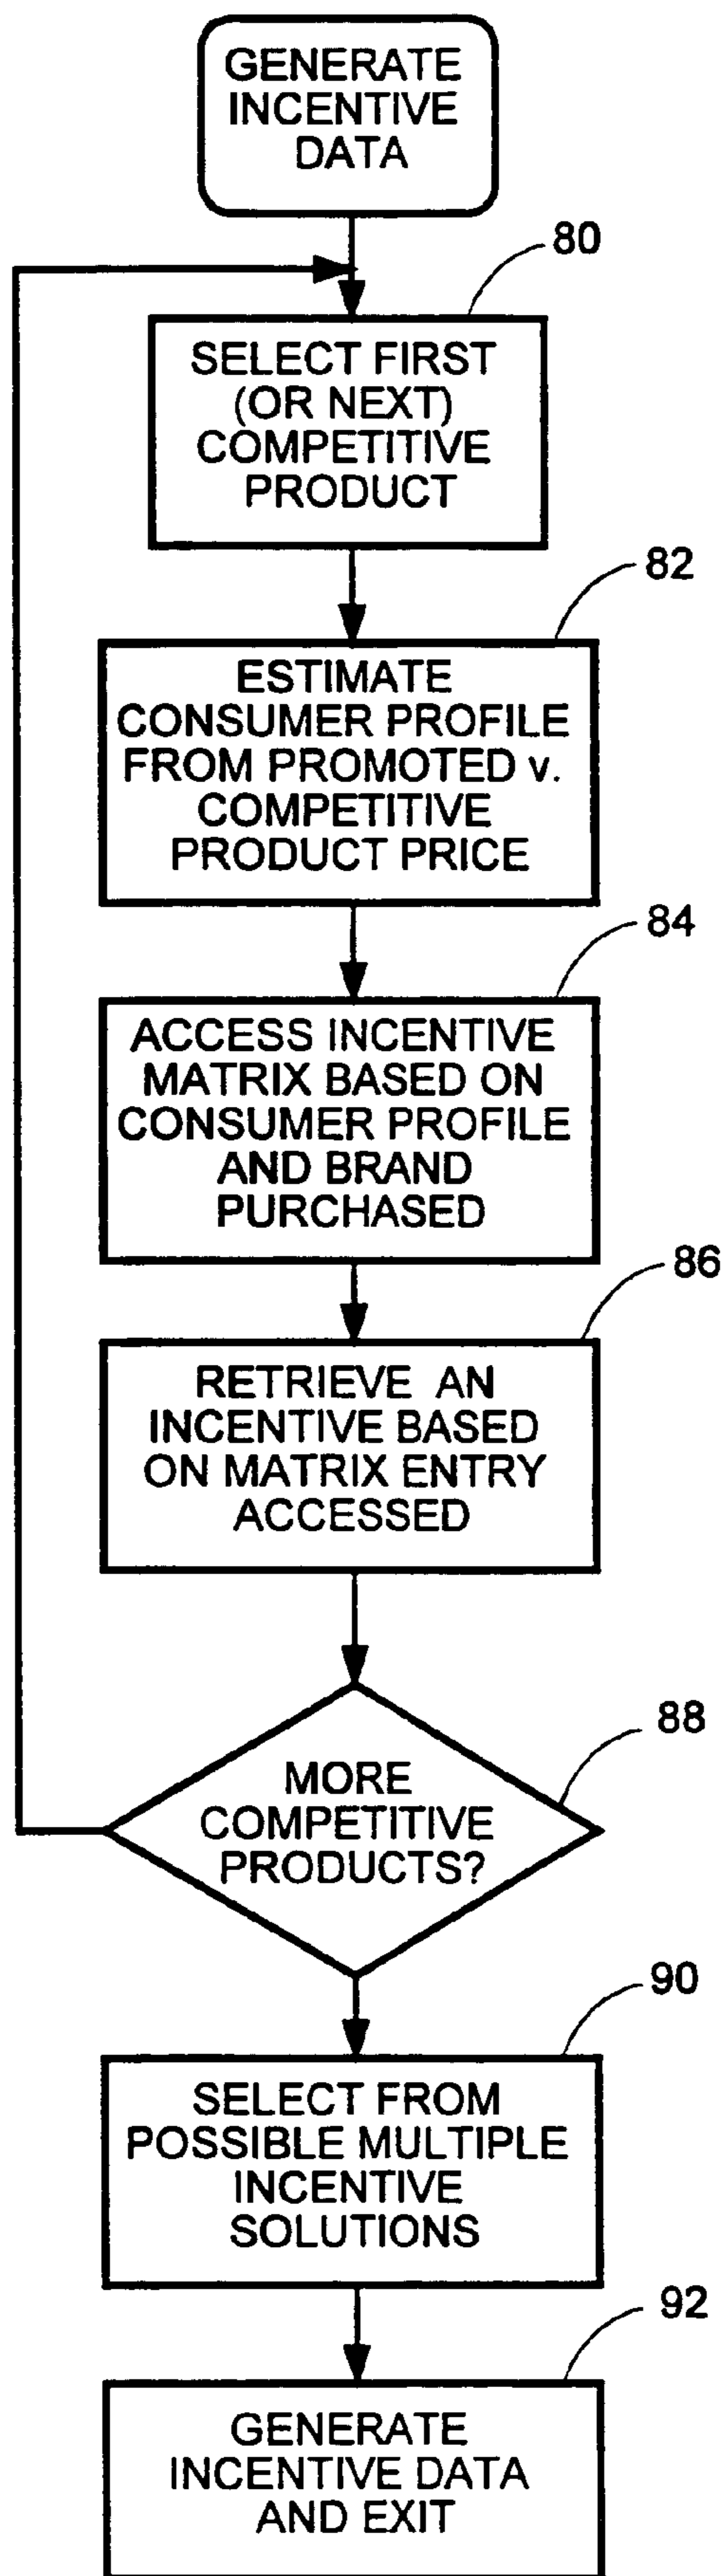 GENERATE
INCENTIVE
DATA
80
SELECT FIRST
(OR NEXT)
COMPETITIVE
PRODUCT
82
ESTIMATE
CONSUMER PROFILE
FROM PROMOTED v.
COMPETITIVE
PRODUCT PRICE
84
ACCESS INCENTIVE
MATRIX BASED ON
CONSUMER PROFILE
AND BRAND
PURCHASED
86
RETRIEVE AN
INCENTIVE BASED
ON MATRIX ENTRY
ACCESSED
88
MORE
COMPETITIVE
PRODUCTS?
90
SELECT FROM
POSSIBLE MULTIPLE
INCENTIVE
SOLUTIONS
92
GENERATE
INCENTIVE DATA
AND EXIT